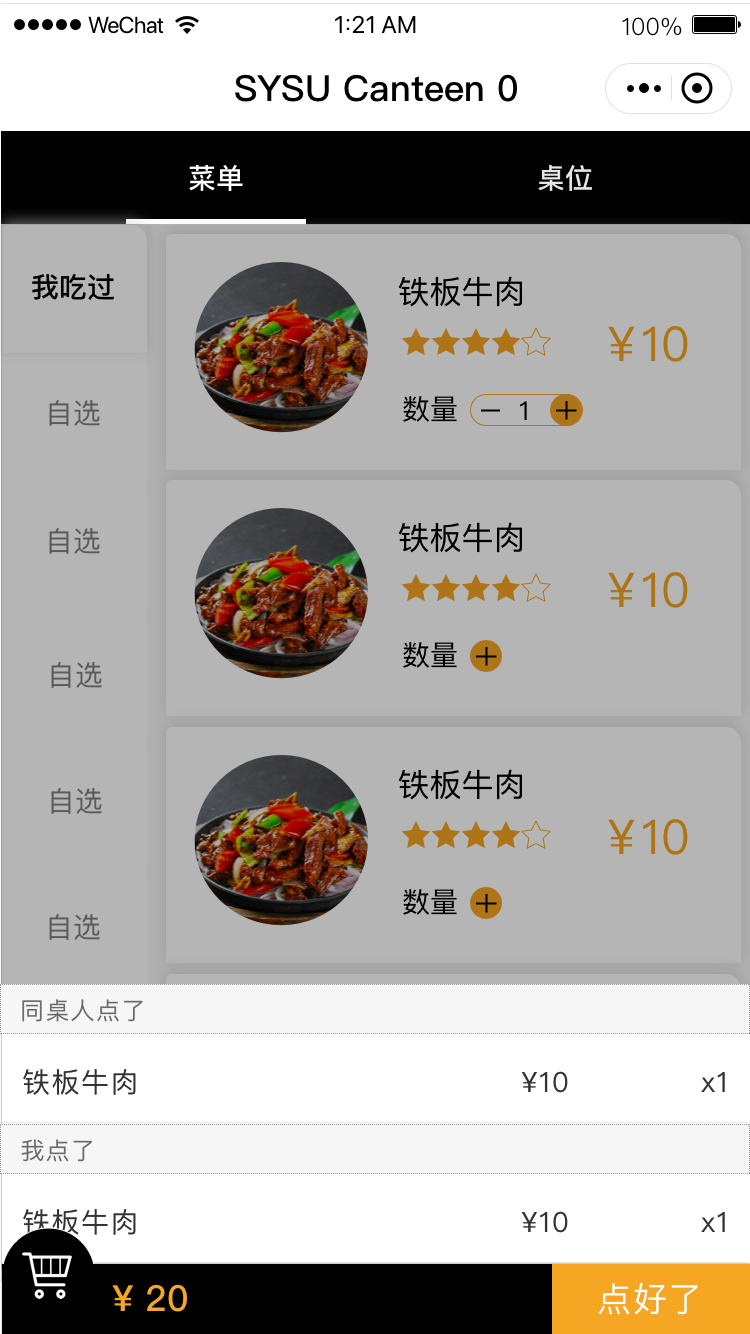 WeChat 1:21 AM 100%
SYSU Canteen 0
菜单 桌位
我吃过
自选
自选
自选
自选
自选
铁板牛肉
¥10
数量 1
铁板牛肉
¥10
数量
铁板牛肉
¥10
数量
同桌人点了
铁板牛肉 ¥10 x1
我点了
铁板牛肉 ¥10 x1
¥ 20 点好了